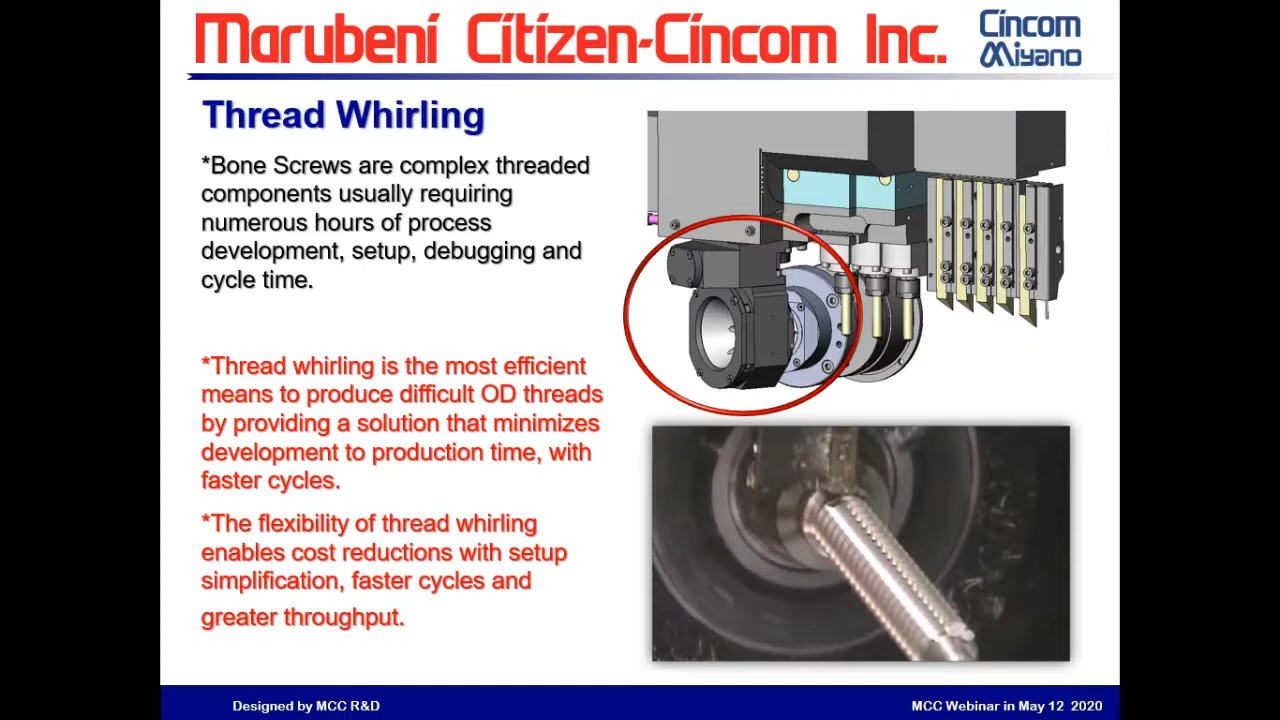 Marubeni Citizen-Cincom Inc.
Cincom
Miyano
Thread Whirling
*Bone Screws are complex threaded
components usually requiring
numerous hours of process
development, setup, debugging and
cycle time.
*Thread whirling is the most efficient
means to produce difficult OD threads
by providing a solution that minimizes
development to production time, with
faster cycles.
*The flexibility of thread whirling
enables cost reductions with setup
simplification, faster cycles and
greater throughput.
Designed by MCC R&D
MCC Webinar in May 12 2020